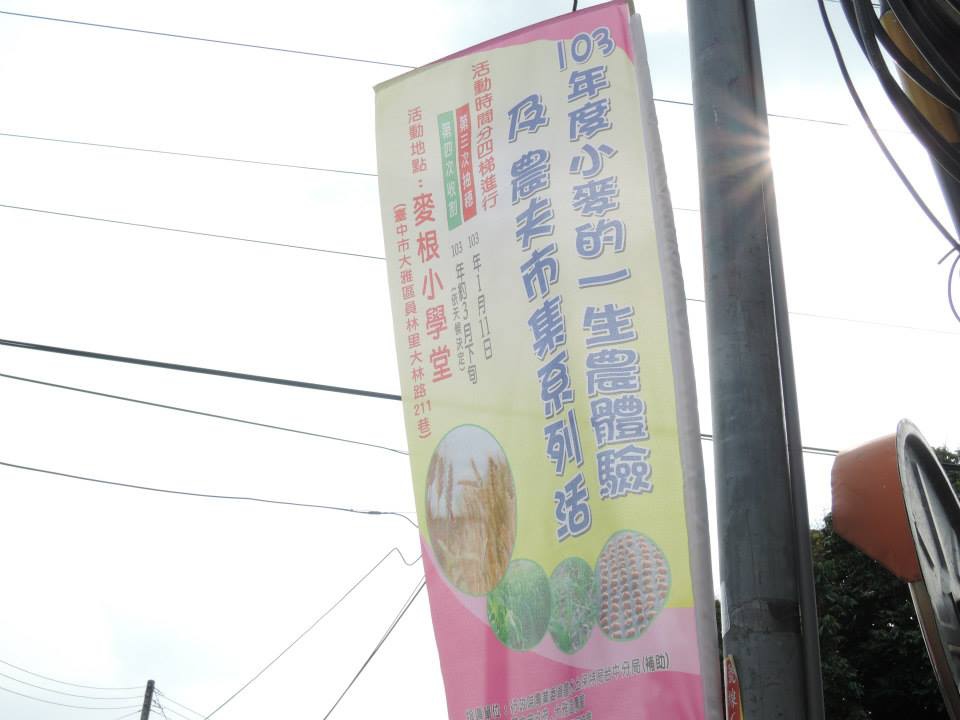 103年度小麥的一生農體驗
及農夫市集系列活
活動時間分四梯進行
第三次抽穗 103年1月11日
第四次收割 103年約3月下旬
(依天候決定)
活動地點：麥根小學堂
(臺中市大雅區員林里大林路211巷)
台中分局(補助)